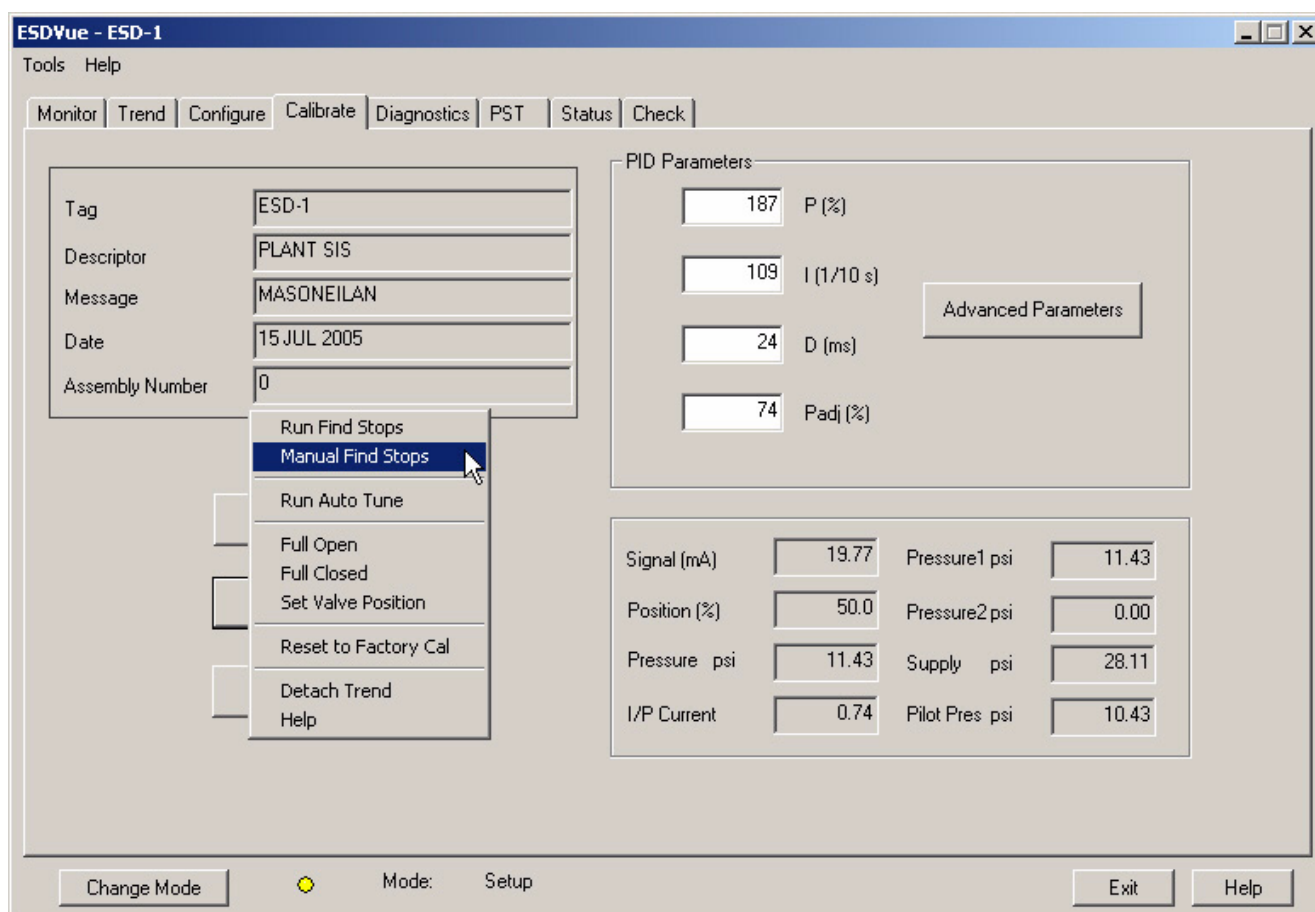 ESDVue - ESD-1
Tools Help
Monitor Trend Configure Calibrate Diagnostics PST Status Check
Tag ESD-1
Descriptor PLANT SIS
Message MASONEILAN
Date 15 JUL 2005
Assembly Number 0
Run Find Stops
Manual Find Stops
Run Auto Tune
Full Open
Full Closed
Set Valve Position
Reset to Factory Cal
Detach Trend
Help
PID Parameters
187 P (%)
109 I (1/10 s)
24 D (ms)
74 Padj (%)
Advanced Parameters
Signal (mA) 19.77 Pressure1 psi 11.43
Position (%) 50.0 Pressure2 psi 0.00
Pressure psi 11.43 Supply psi 28.11
I/P Current 0.74 Pilot Pres psi 10.43
Change Mode Mode: Setup Exit Help